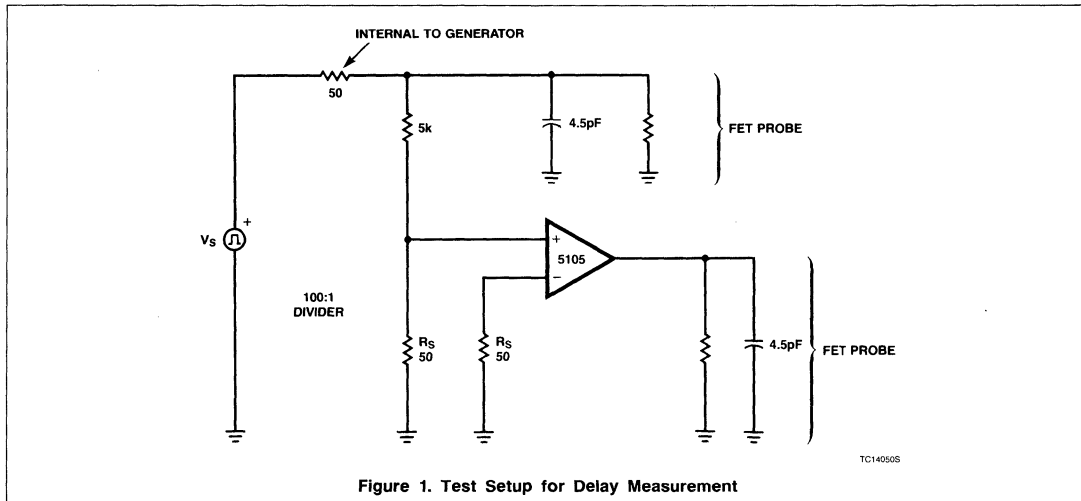 INTERNAL TO GENERATOR
50
5k
4.5pF
FET PROBE
VS
+
+
5105
−
100:1
DIVIDER
RS
50
RS
50
4.5pF
FET PROBE
TC14050S
Figure 1. Test Setup for Delay Measurement